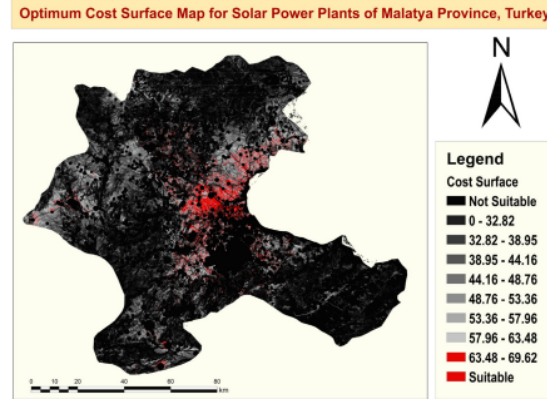 Optimum Cost Surface Map for Solar Power Plants of Malatya Province, Turkey
N
Legend
Cost Surface
Not Suitable
0 - 32.82
32.82 - 38.95
38.95 - 44.16
44.16 - 48.76
48.76 - 53.36
53.36 - 57.96
57.96 - 63.48
63.48 - 69.62
Suitable
0 10 20 40 60 80
km